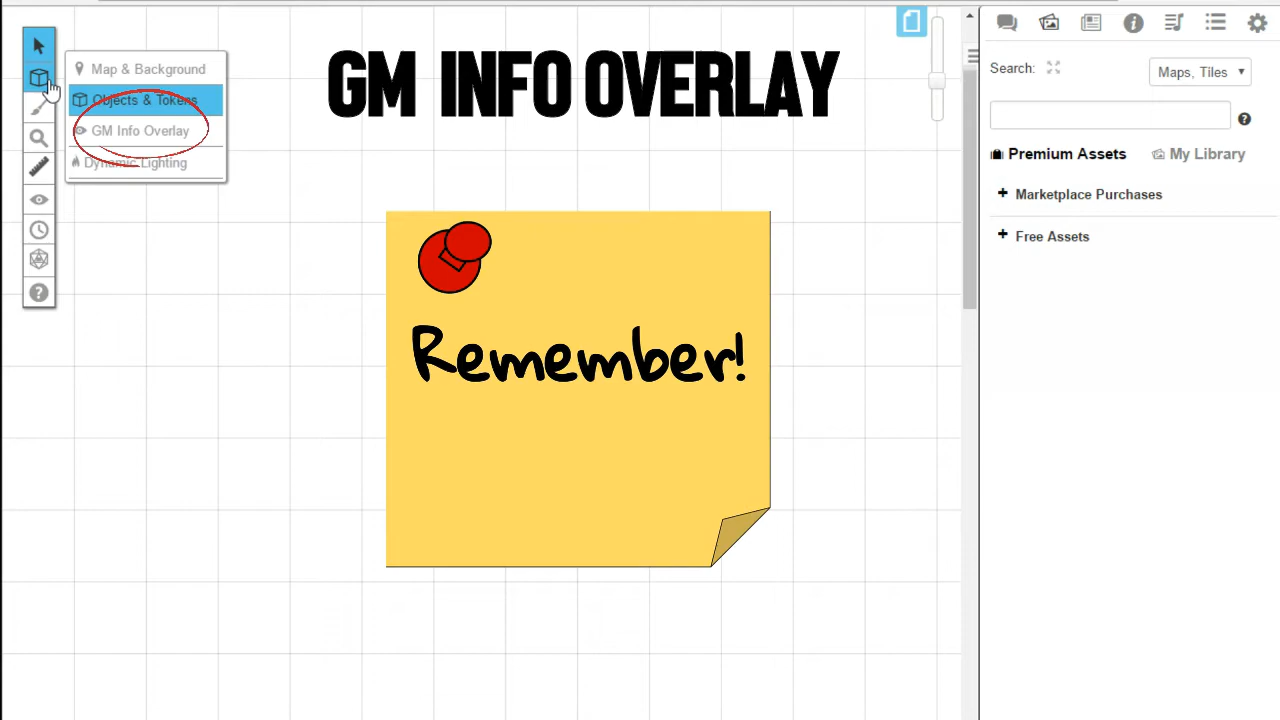 GM INFO OVERLAY
Map & Background
Objects & Tokens
GM Info Overlay
Dynamic Lighting
Remember!
Search:
Maps, Tiles
Premium Assets
My Library
Marketplace Purchases
Free Assets